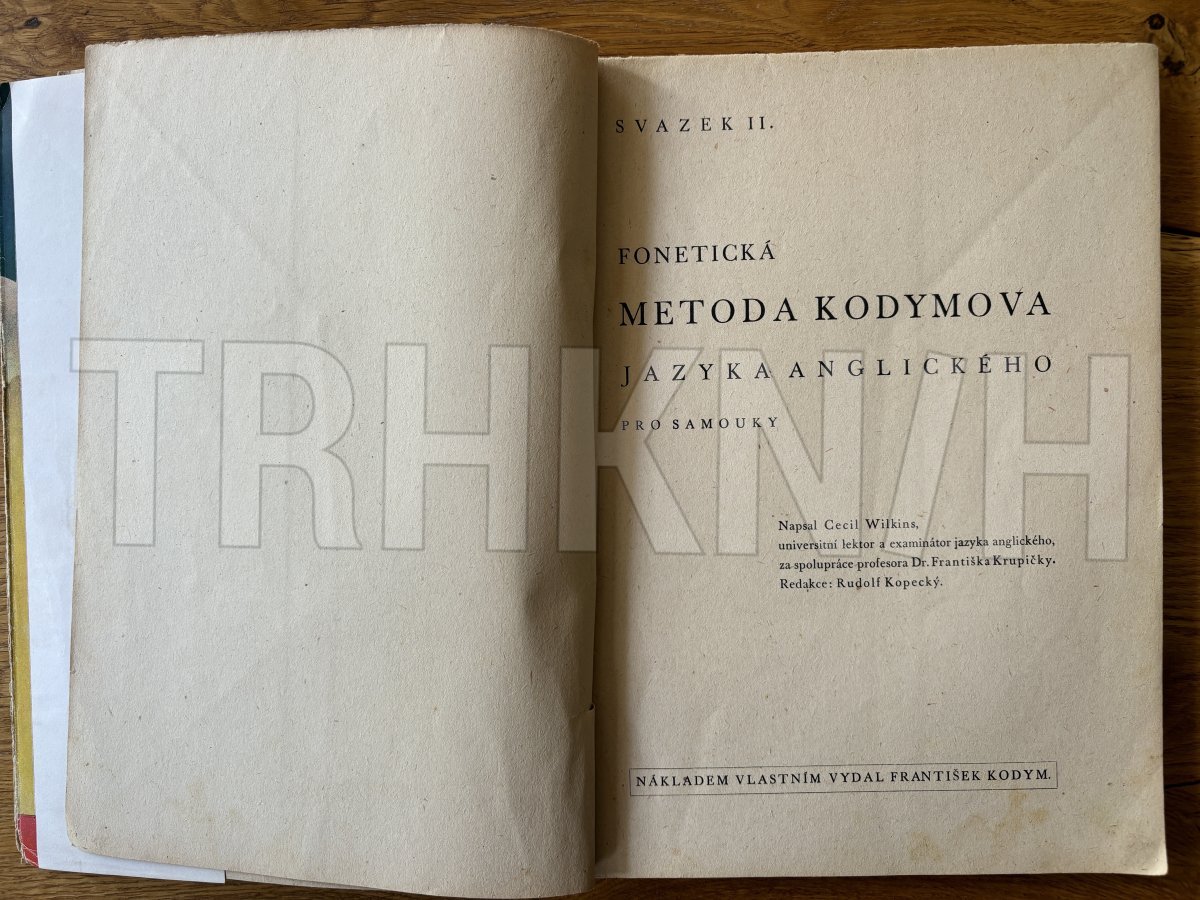 SVAZEK II.
FONETICKÁ
METODA KODYMOVA
JAZYKA ANGLICKÉHO
PRO SAMOUKY
Napsal Cecil Wilkins,
universitní lektor a examinátor jazyka anglického,
za spolupráce profesora Dr. Františka Krupičky.
Redakce: Rudolf Kopecký.
NÁKLADEM VLASTNÍM VYDAL FRANTIŠEK KODYM.
TRHKNIH